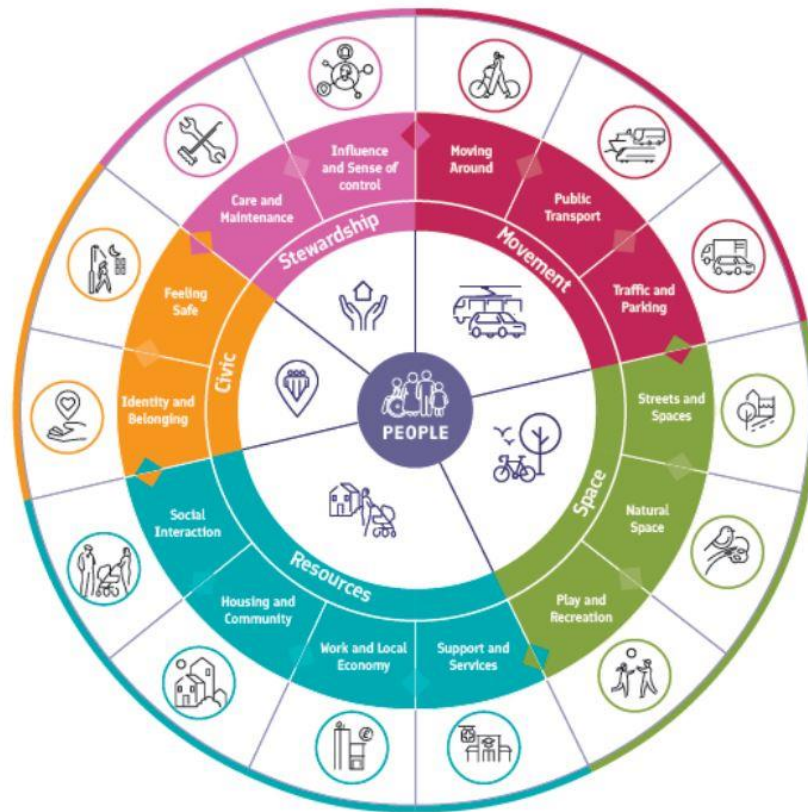 PEOPLE
Movement
Moving
Around
Public
Transport
Traffic and
Parking
Space
Streets and
Spaces
Natural
Space
Play and
Recreation
Resources
Support and
Services
Work and Local
Economy
Housing and
Community
Social
Interaction
Civic
Identity and
Belonging
Feeling
Safe
Stewardship
Care and
Maintenance
Influence
and Sense of
control
£